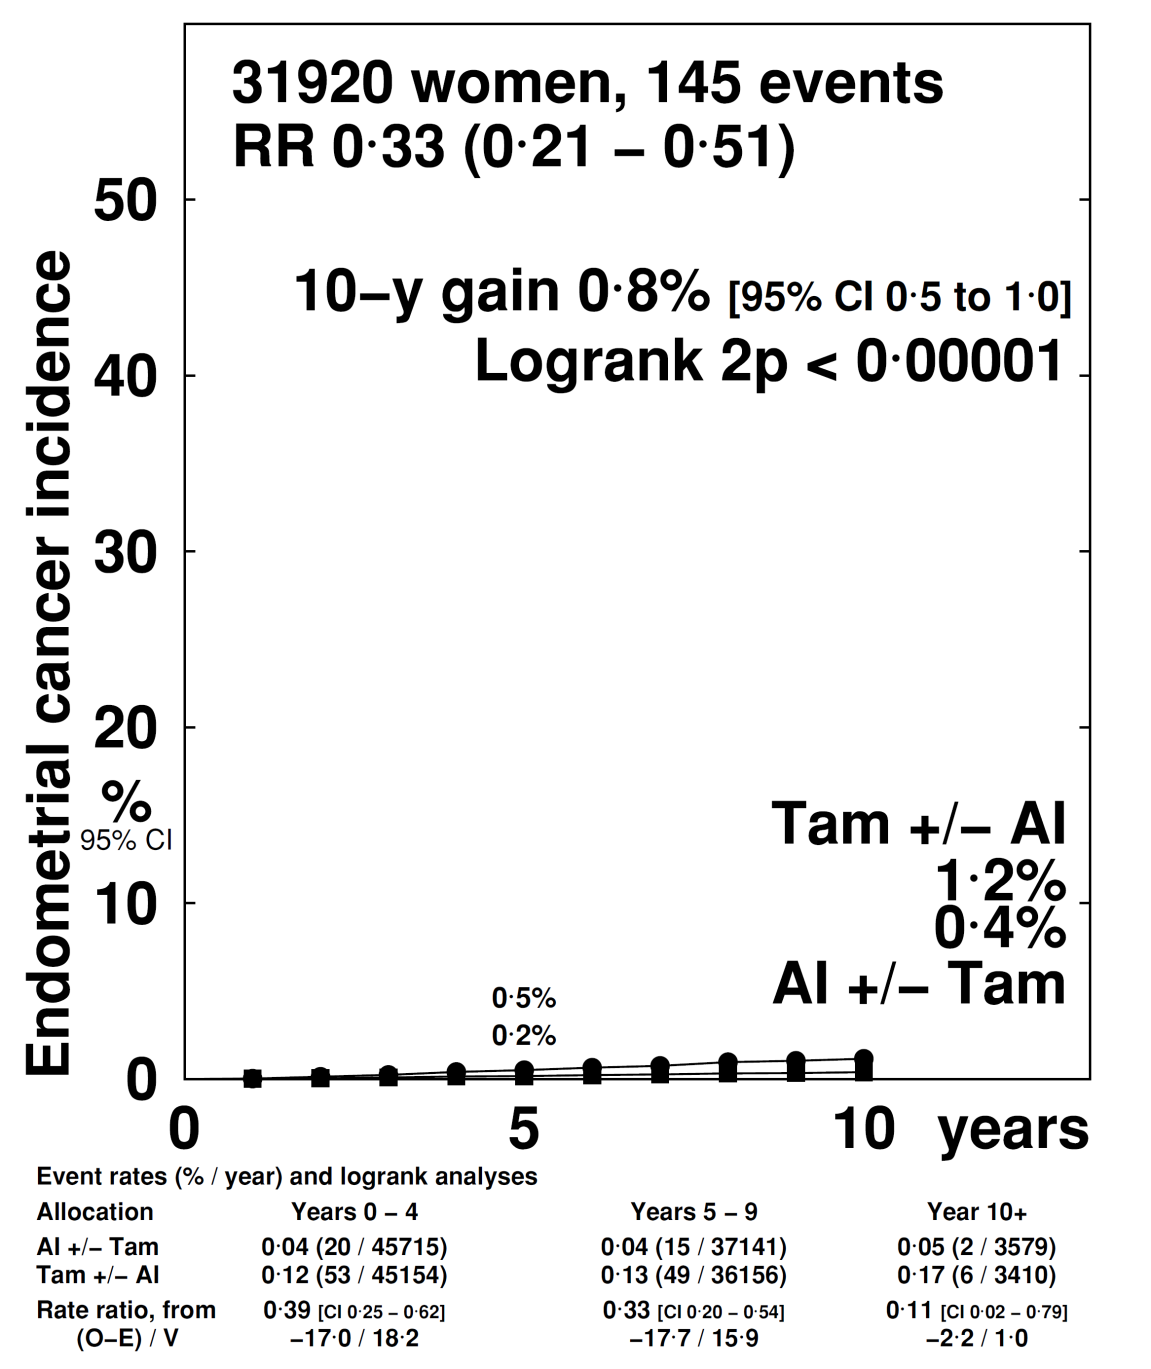 31920 women, 145 events
RR 0·33 (0·21 – 0·51)
50
10–y gain 0·8% [95% CI 0·5 to 1·0]
Logrank 2p < 0·00001
40
30
20
%
95% CI
10
0
Endometrial cancer incidence
Tam +/– AI
1·2%
0·4%
AI +/– Tam
0·5%
0·2%
0 5 10 years
Event rates (% / year) and logrank analyses
Allocation Years 0 – 4 Years 5 – 9 Year 10+
AI +/– Tam 0·04 (20 / 45715) 0·04 (15 / 37141) 0·05 (2 / 3579)
Tam +/– AI 0·12 (53 / 45154) 0·13 (49 / 36156) 0·17 (6 / 3410)
Rate ratio, from 0·39 [CI 0·25 – 0·62] 0·33 [CI 0·20 – 0·54] 0·11 [CI 0·02 – 0·79]
(O–E) / V –17·0 / 18·2 –17·7 / 15·9 –2·2 / 1·0